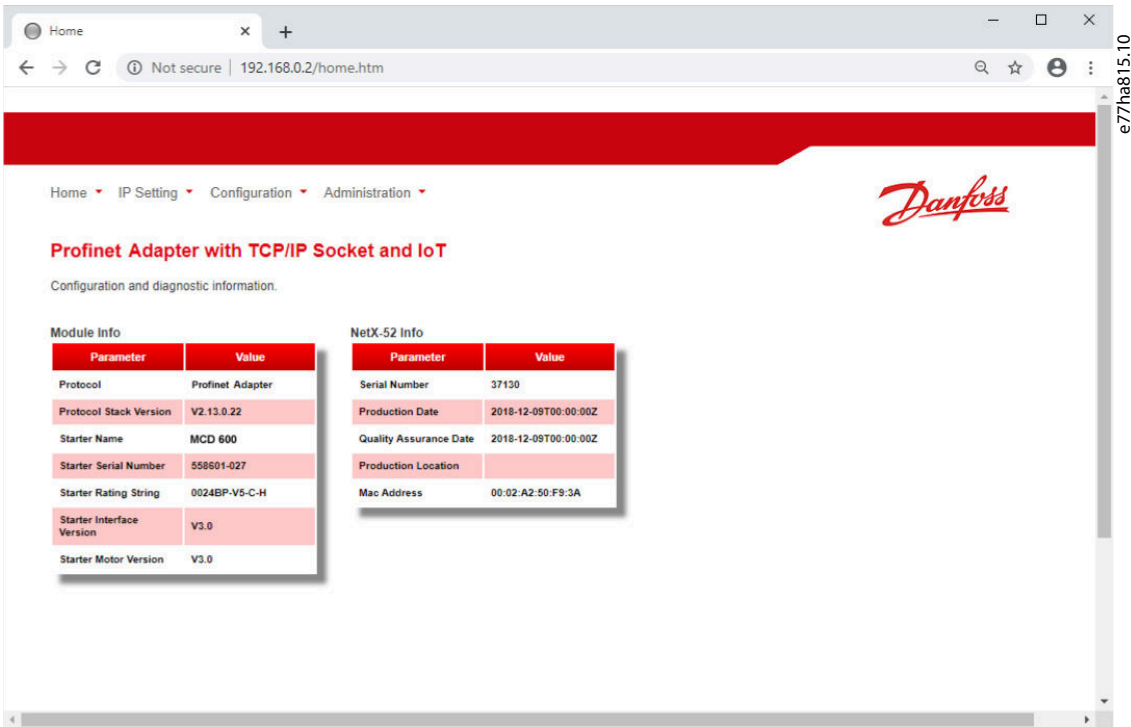 Home
Not secure | 192.168.0.2/home.htm
e77ha815.10
Home IP Setting Configuration Administration
Danfoss
Profinet Adapter with TCP/IP Socket and IoT
Configuration and diagnostic information.
Module Info
Parameter Value
Protocol Profinet Adapter
Protocol Stack Version V2.13.0.22
Starter Name MCD 600
Starter Serial Number 558601-027
Starter Rating String 0024BP-V5-C-H
Starter Interface
Version V3.0
Starter Motor Version V3.0
NetX-52 Info
Parameter Value
Serial Number 37130
Production Date 2018-12-09T00:00:00Z
Quality Assurance Date 2018-12-09T00:00:00Z
Production Location
Mac Address 00:02:A2:50:F9:3A